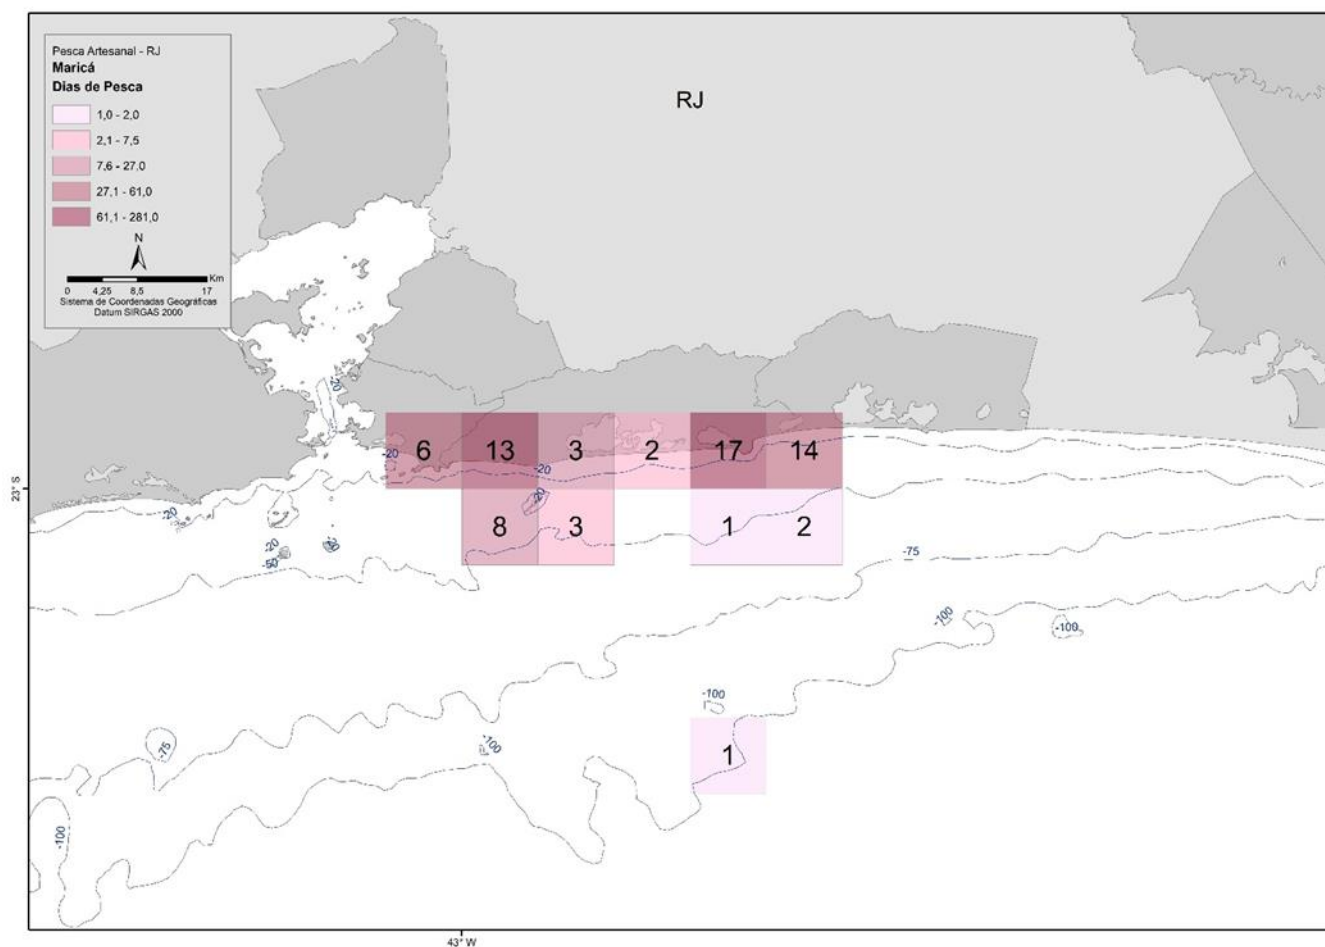 Pesca Artesanal - RJ
Maricá
Dias de Pesca
1,0 - 2,0
2,1 - 7,5
7,6 - 27,0
27,1 - 61,0
61,1 - 281,0
N
Km
0 4,25 8,5 17
Sistema de Coordenadas Geográficas
Datum SIRGAS 2000
RJ
-20
6 13 3 2 17 14
-20
-20
23° S
-20
-20
8 3 1 2
-20
-20
-50
-75
-100
-100
-100
-75
-100
1
-100
43° W